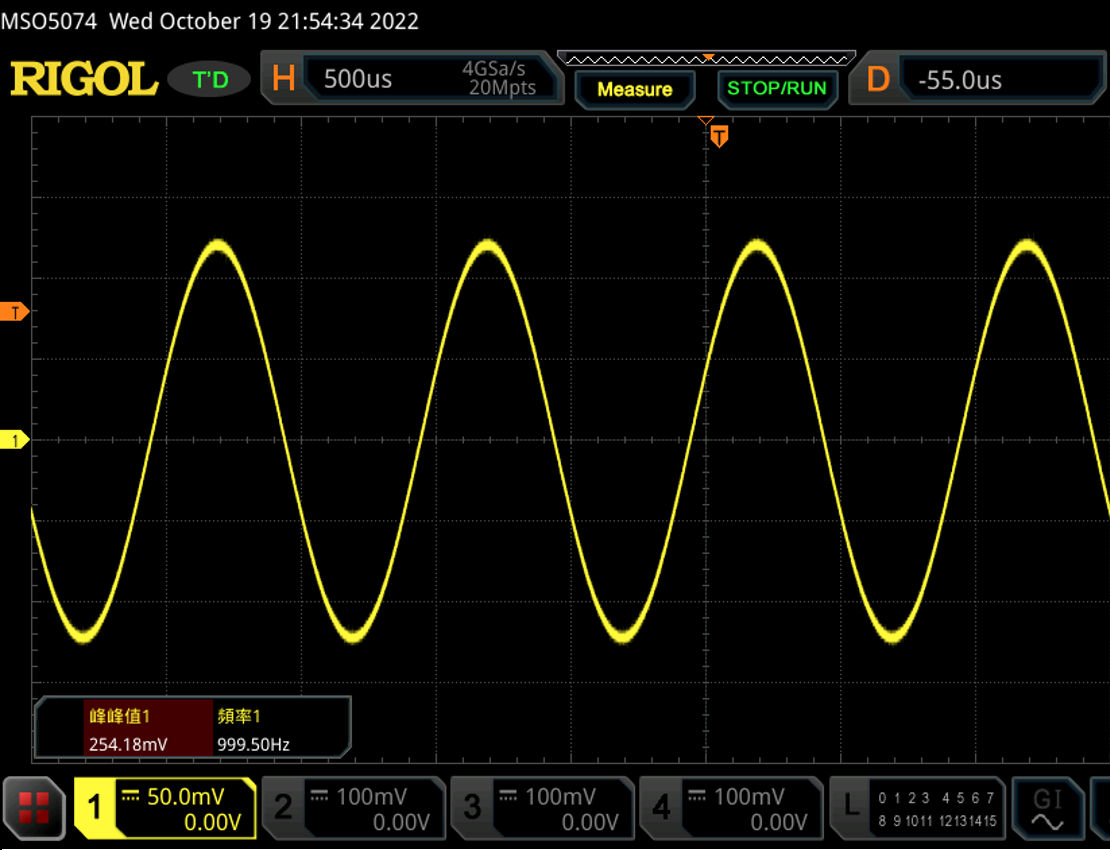 MSO5074 Wed October 19 21:54:34 2022
RIGOL T'D H 500us 4GSa/s 20Mpts Measure STOP/RUN D -55.0us
T
T
1
峰峰值1 頻率1
254.18mV 999.50Hz
1 50.0mV 0.00V 2 100mV 0.00V 3 100mV 0.00V 4 100mV 0.00V L 0 1 2 3 4 5 6 7 8 9 10 11 12 13 14 15 GI